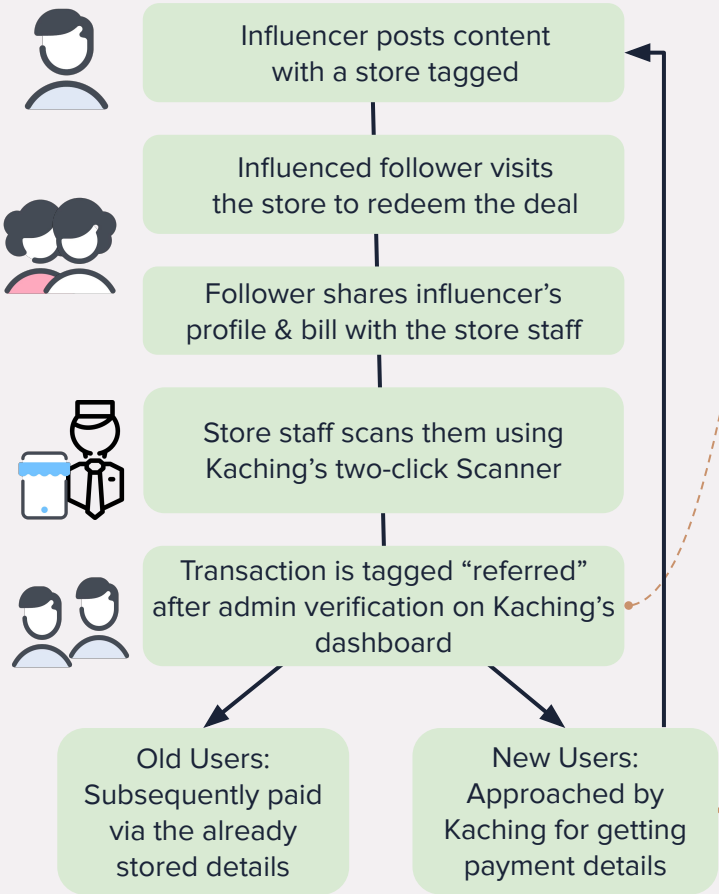 Influencer posts content
with a store tagged
Influenced follower visits
the store to redeem the deal
Follower shares influencer’s
profile & bill with the store staff
Store staff scans them using
Kaching’s two-click Scanner
Transaction is tagged “referred”
after admin verification on Kaching’s
dashboard
Old Users:
Subsequently paid
via the already
stored details
New Users:
Approached by
Kaching for getting
payment details